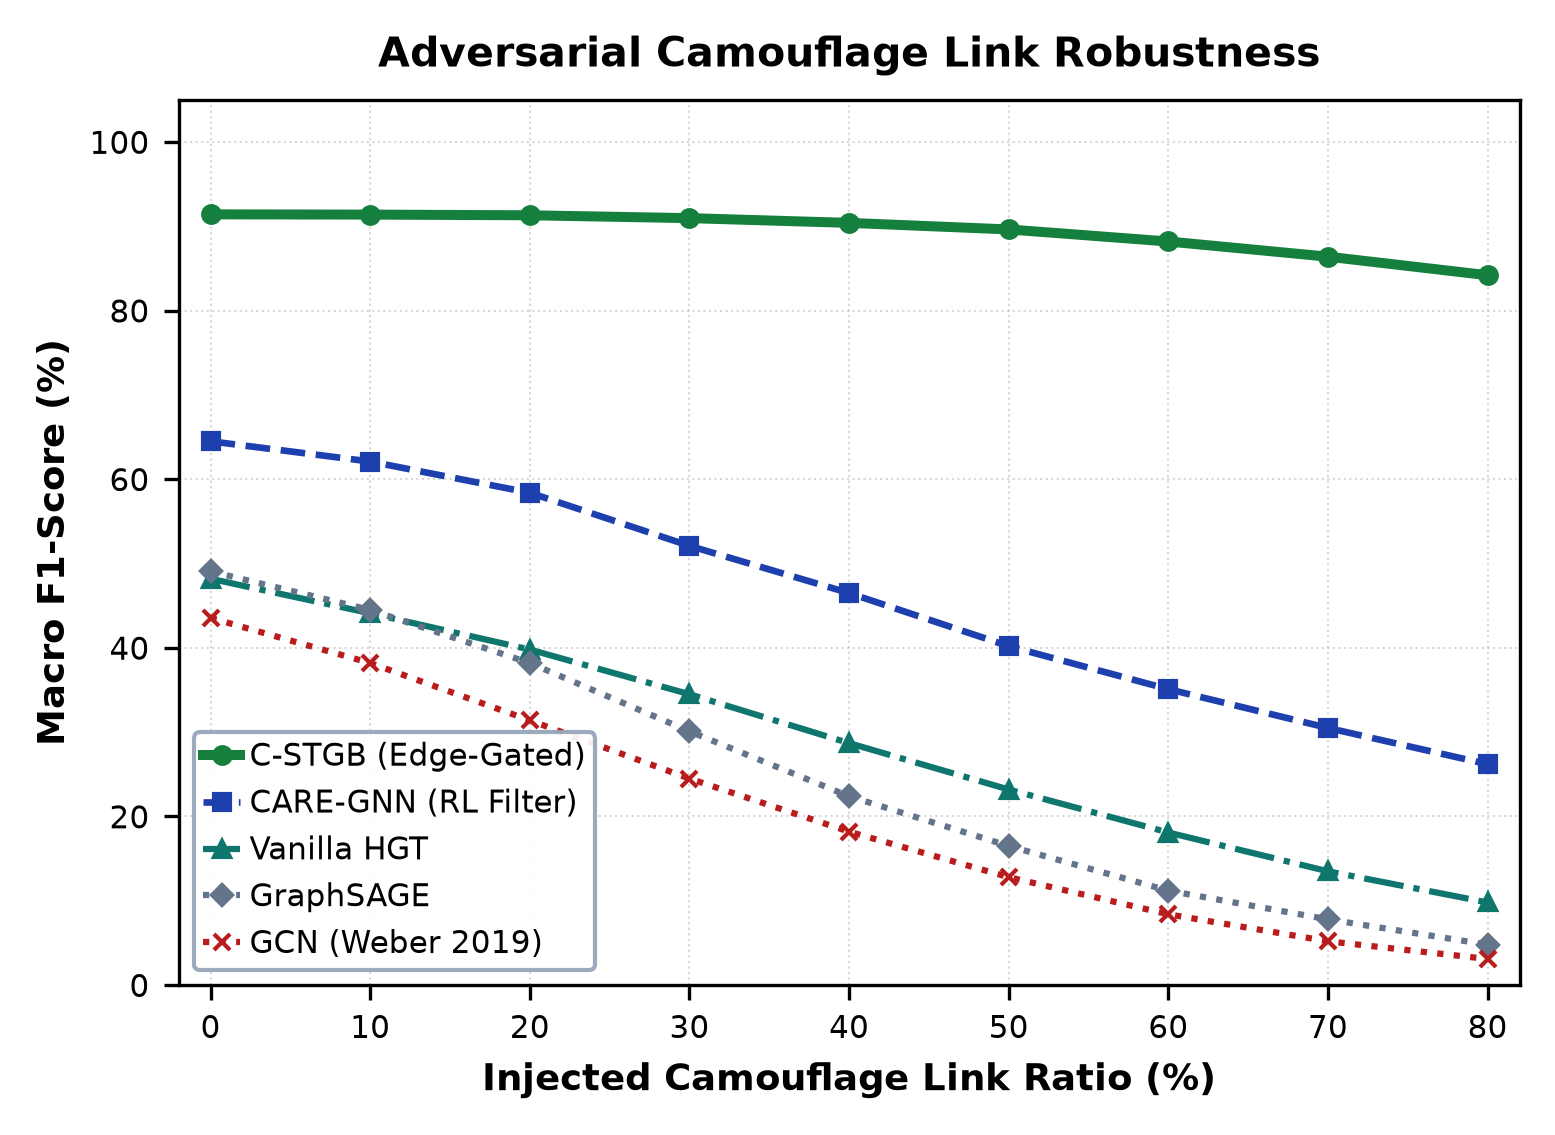 Adversarial Camouflage Link Robustness
Macro F1-Score (%)
100
80
60
40
20
0
C-STGB (Edge-Gated)
CARE-GNN (RL Filter)
Vanilla HGT
GraphSAGE
GCN (Weber 2019)
0 10 20 30 40 50 60 70 80
Injected Camouflage Link Ratio (%)